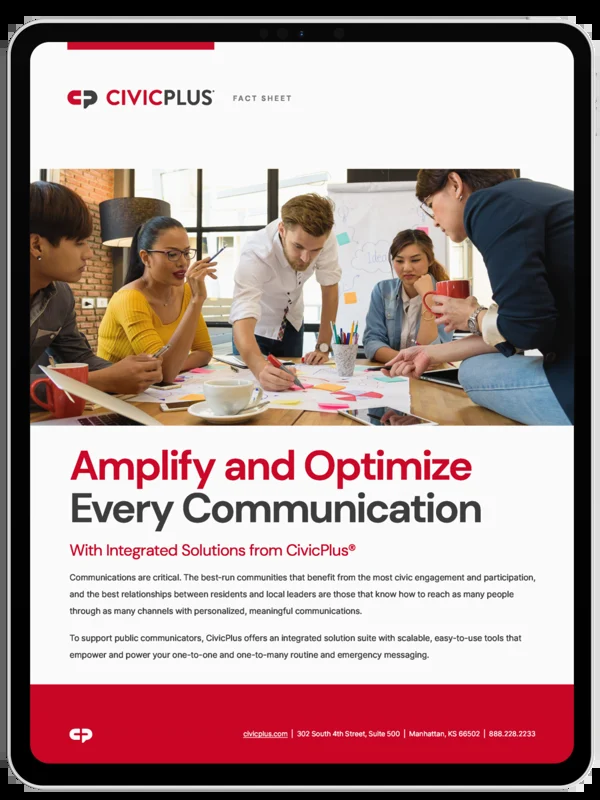 CIVICPLUS
FACT SHEET
Idea
Amplify and Optimize
Every Communication
With Integrated Solutions from CivicPlus®
Communications are critical. The best-run communities that benefit from the most civic engagement and participation,
and the best relationships between residents and local leaders are those that know how to reach as many people
through as many channels with personalized, meaningful communications.
To support public communicators, CivicPlus offers an integrated solution suite with scalable, easy-to-use tools that
empower and power your one-to-one and one-to-many routine and emergency messaging.
civicplus.com | 302 South 4th Street, Suite 500 | Manhattan, KS 66502 | 888.228.2233